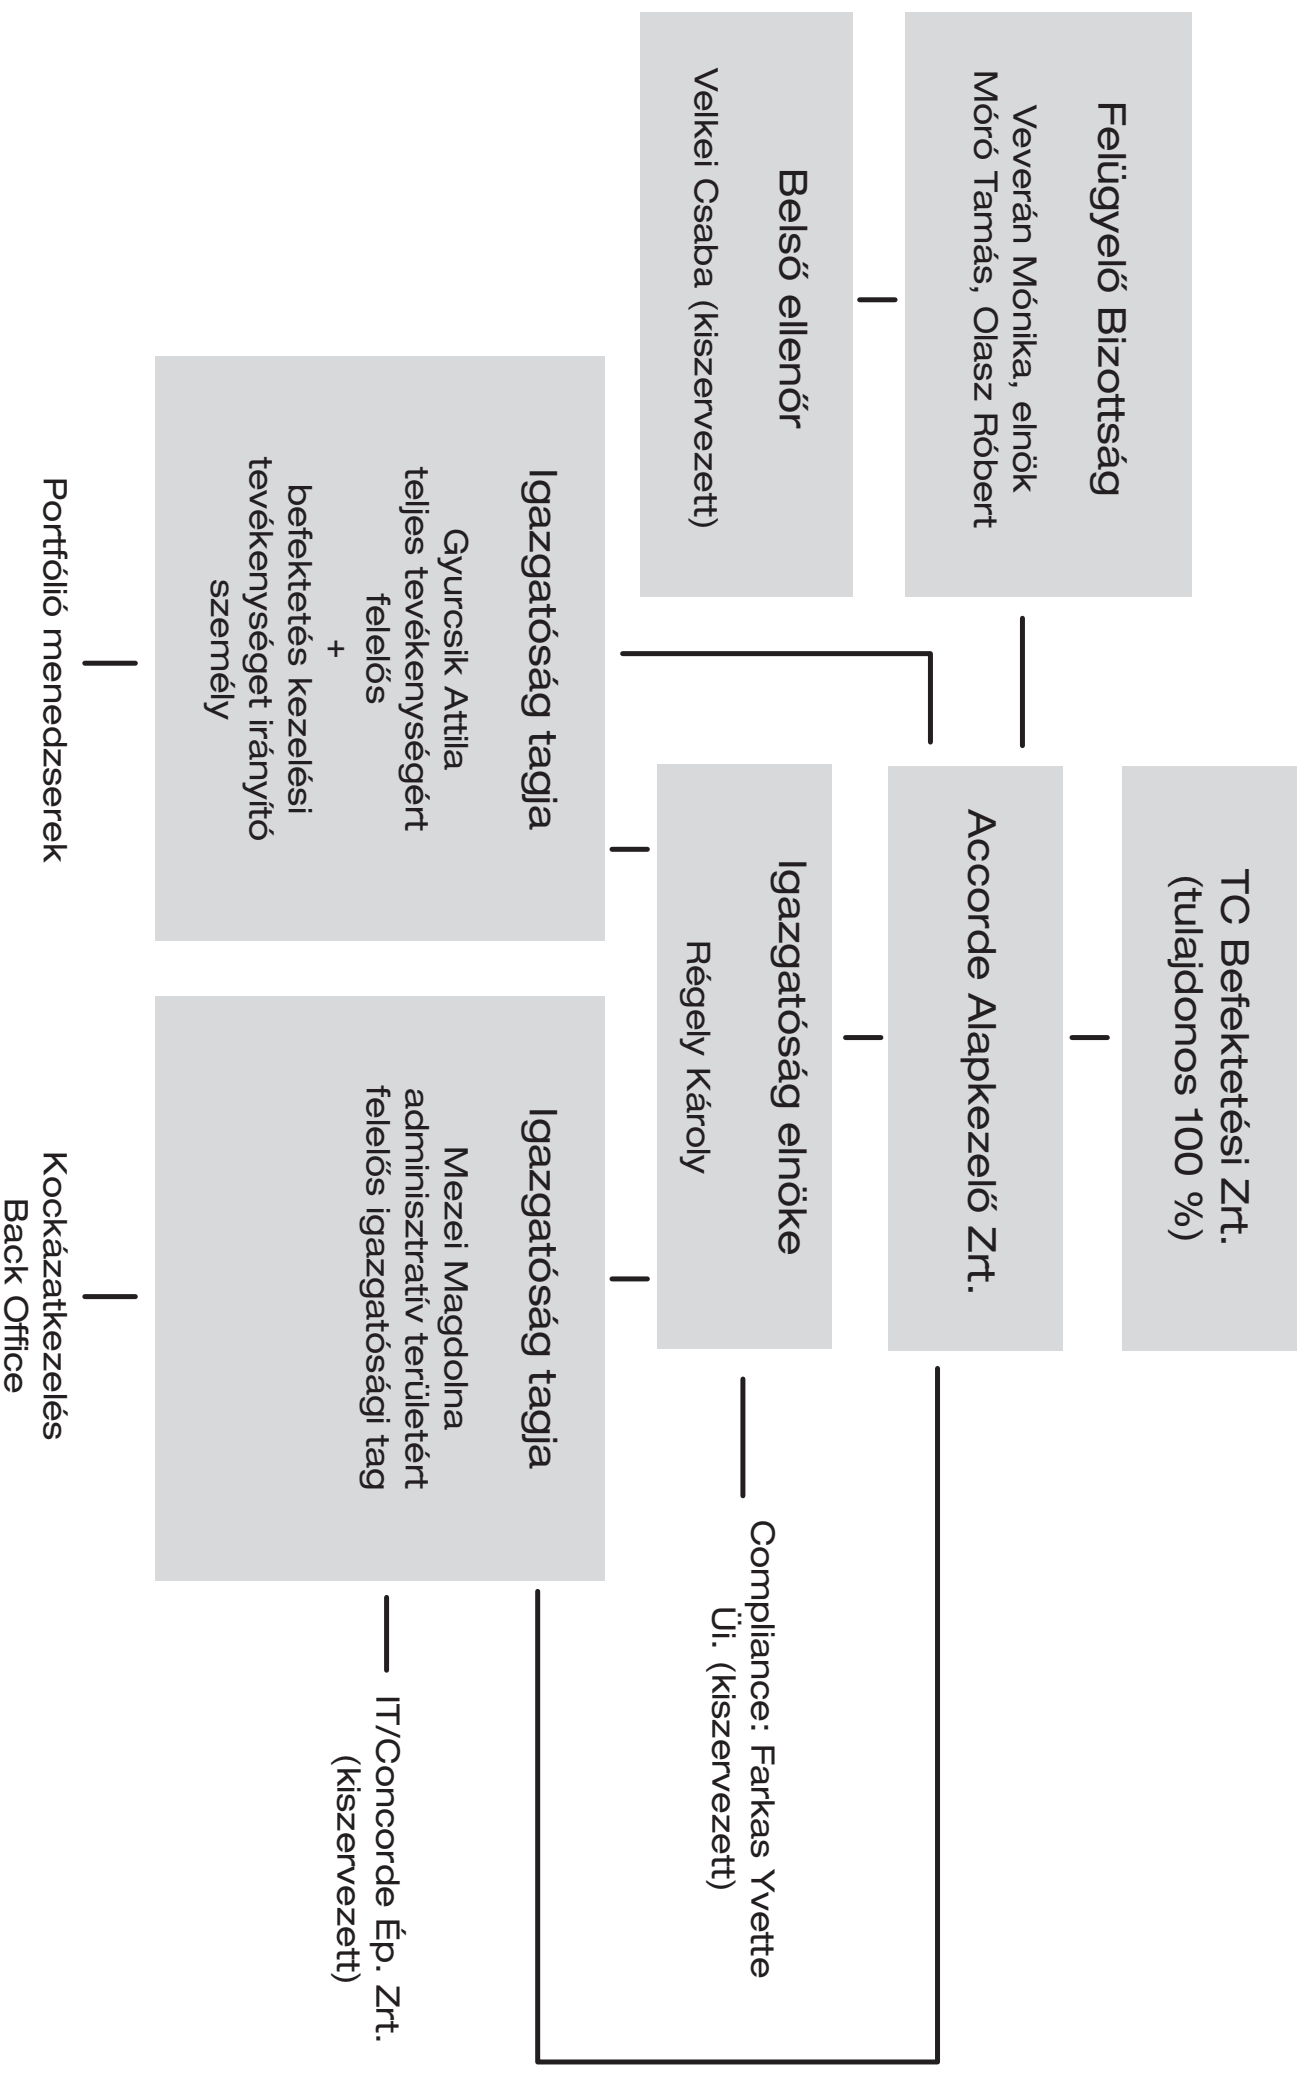 TC Befektetési Zrt.
(tulajdonos 100 %)
Felügyelő Bizottság
Veverán Mónika, elnök
Móró Tamás, Olasz Róbert
Accorde Alapkezelő Zrt.
Belső ellenőr
Velkei Csaba (kiszervezett)
Igazgatóság elnöke
Régely Károly
Compliance: Farkas Yvette
Üi. (kiszervezett)
Igazgatóság tagja
Gyurcsik Attila
teljes tevékenységért
felelős
+
befektetés kezelési
tevékenységet irányító
személy
Igazgatóság tagja
Mezei Magdolna
adminisztratív területért
felelős igazgatósági tag
IT/Concorde Ép. Zrt.
(kiszervezett)
Portfólió menedzserek
Kockázatkezelés
Back Office